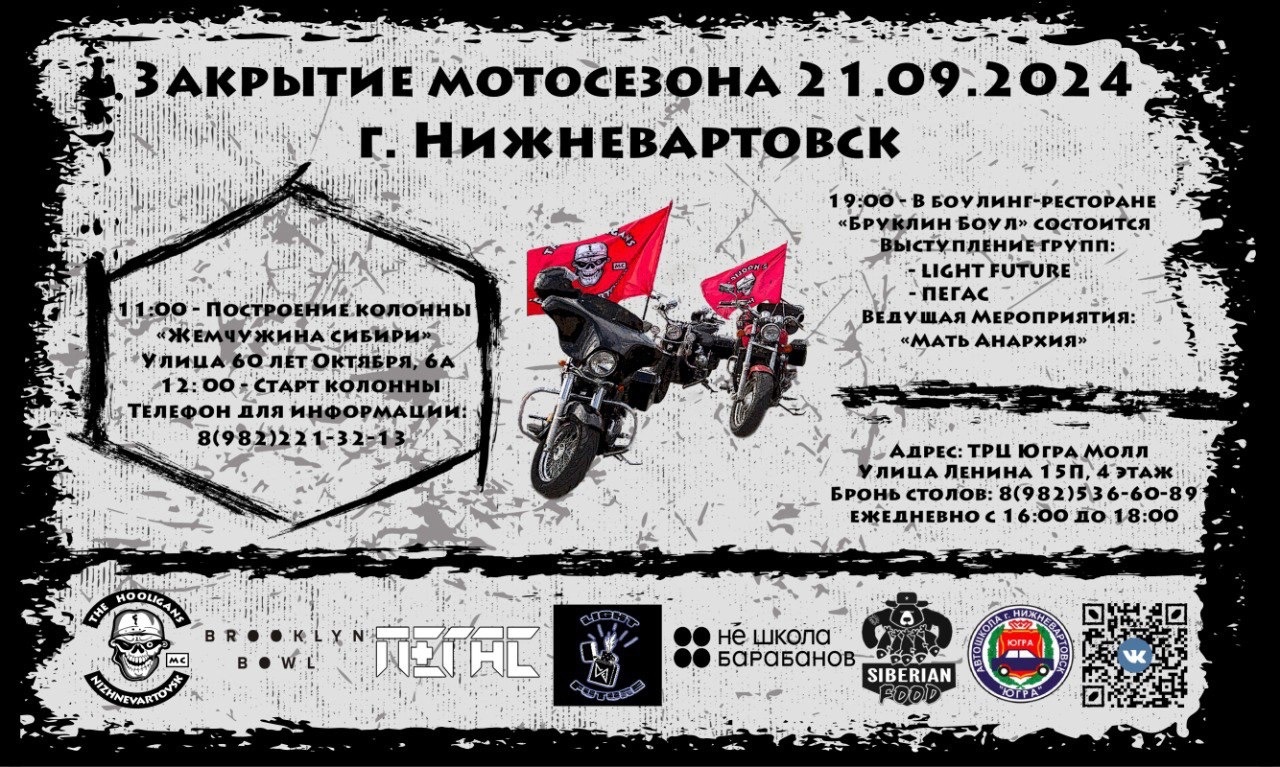 Закрытие мотосезона 21.09.2024
г. Нижневартовск
11:00 - Построение колонны
«Жемчужина сибири»
Улица 60 лет Октября, 6а
12: 00 - Старт колонны
Телефон для информации:
8(982)221-32-13
19:00 - В боулинг-ресторане
«Бруклин Боул» состоится
Выступление групп:
- LIGHT FUTURE
- ПЕГАС
Ведущая Мероприятия:
«Мать Анархия»
Адрес: ТРЦ Югра Молл
Улица Ленина 15П, 4 этаж
Бронь столов: 8(982)536-60-89
ежедневно с 16:00 до 18:00
THE HOOLIGANS
MC
NIZHNEVARTOVSK
BROOKLYN
BOWL
ПЕГАС
LIGHT
FUTURE
не школа
барабанов
SIBERIAN
FOOD
АВТОШКОЛА г. НИЖНЕВАРТОВСК
ЮГРА
"ЮГРА"